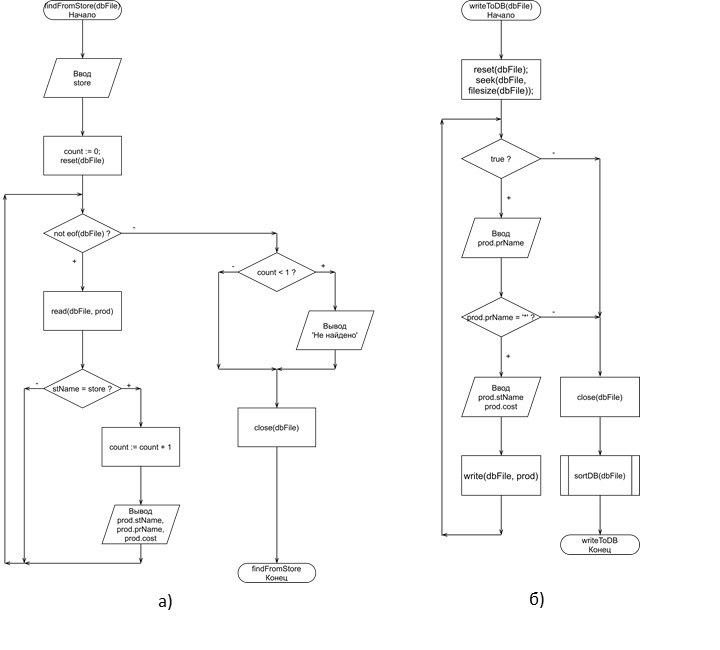 findFromStore(dbFile)
Начало
Ввод
store
count := 0;
reset(dbFile)
not eof(dbFile) ?
-
+
read(dbFile, prod)
stName = store ?
-
+
count := count + 1
Вывод
prod.stName,
prod.prName,
prod.cost
count < 1 ?
-
+
Вывод
'Не найдено'
close(dbFile)
findFromStore
Конец
а)
writeToDB(dbFile)
Начало
reset(dbFile);
seek(dbFile,
filesize(dbFile));
true ?
-
+
Ввод
prod.prName
prod.prName = '*' ?
-
+
Ввод
prod.stName
prod.cost
write(dbFile, prod)
close(dbFile)
sortDB(dbFile)
writeToDB
Конец
б)